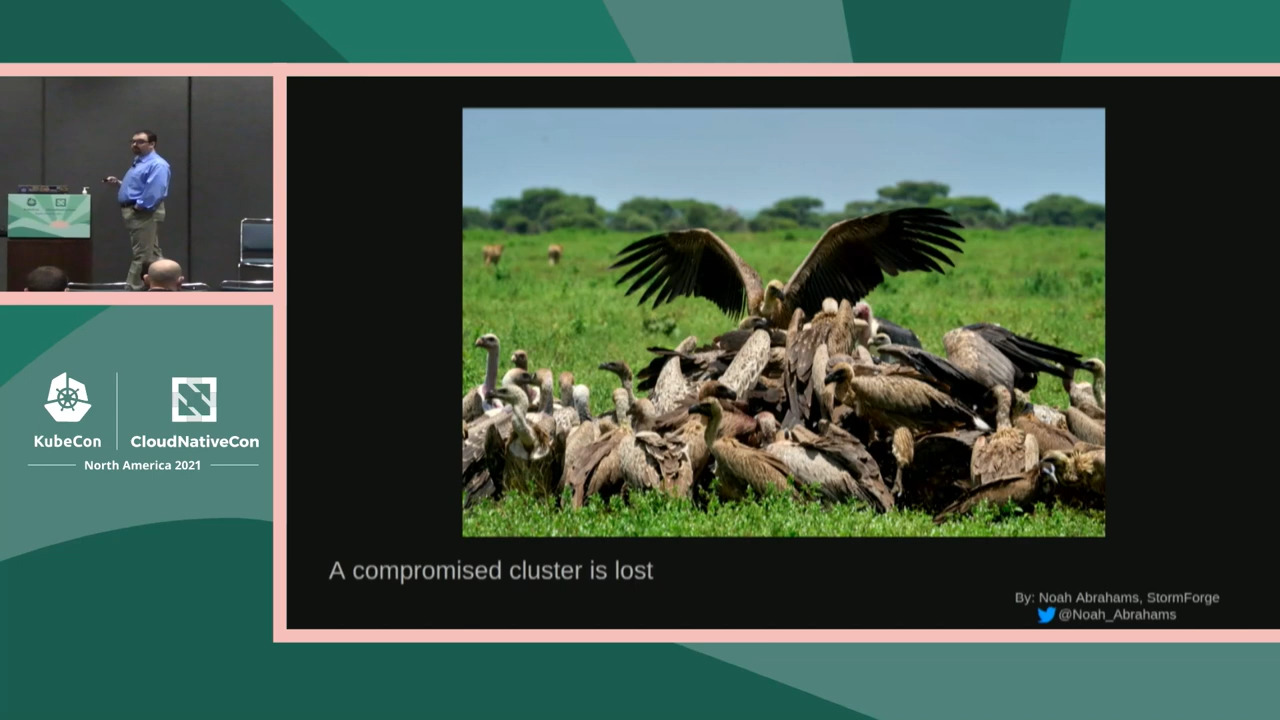 KubeCon
CloudNativeCon
North America 2021
A compromised cluster is lost
By: Noah Abrahams, StormForge
@Noah_Abrahams